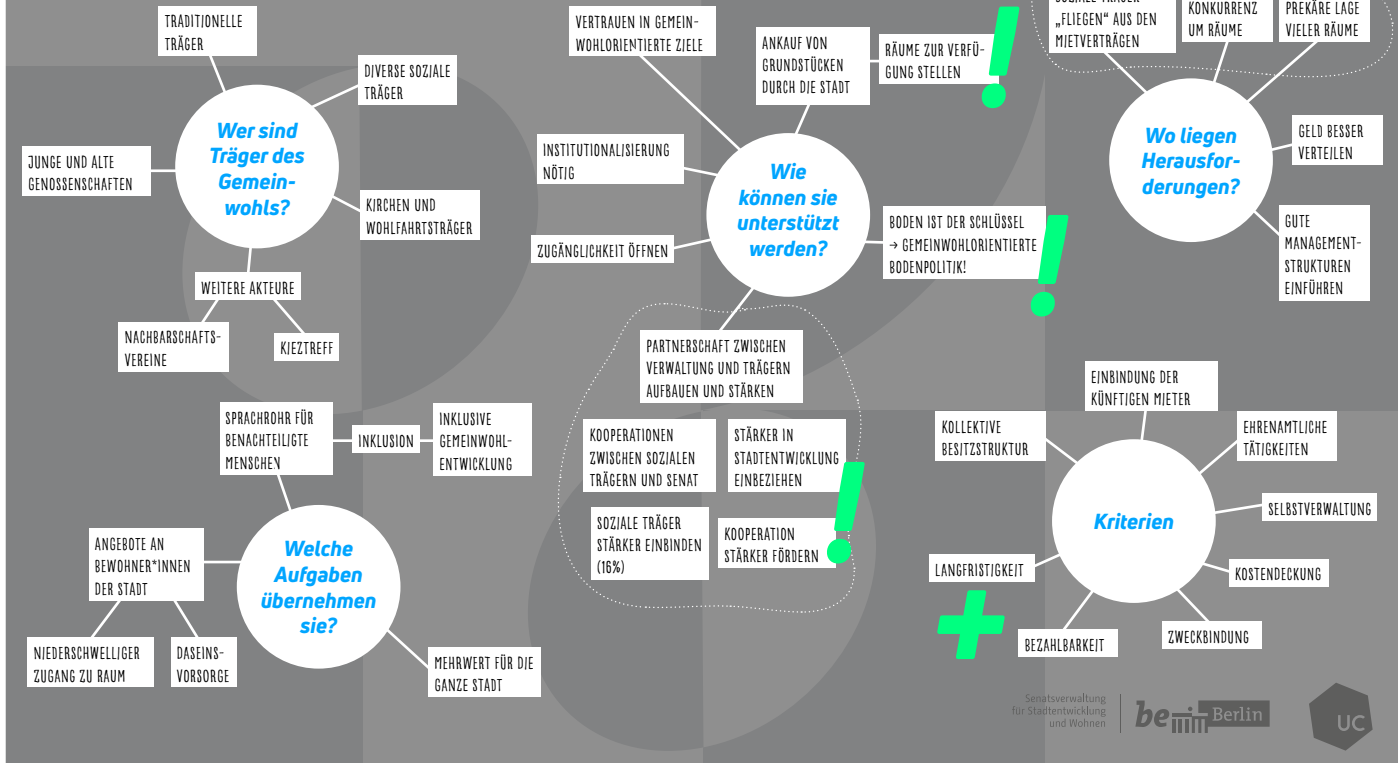 TRADITIONELLE
TRÄGER
DIVERSE SOZIALE
TRÄGER
Wer sind
Träger des
Gemein-
wohls?
JUNGE UND ALTE
GENOSSENSCHAFTEN
KIRCHEN UND
WOHLFAHRTSTRÄGER
WEITERE AKTEURE
NACHBARSCHAFTS-
VEREINE
KIEZTREFF
VERTRAUEN IN GEMEIN-
WOHLORIENTIERTE ZIELE
ANKAUF VON
GRUNDSTÜCKEN
DURCH DIE STADT
RÄUME ZUR VERFÜ-
GUNG STELLEN
!
INSTITUTIONALISIERUNG
NÖTIG
Wie
können sie
unterstützt
werden?
ZUGÄNGLICHKEIT ÖFFNEN
BODEN IST DER SCHLÜSSEL
→ GEMEINWOHLORIENTIERTE
BODENPOLITIK!
!
PARTNERSCHAFT ZWISCHEN
VERWALTUNG UND TRÄGERN
AUFBAUEN UND STÄRKEN
KOOPERATIONEN
ZWISCHEN SOZIALEN
TRÄGERN UND SENAT
STÄRKER IN
STADTENTWICKLUNG
EINBEZIEHEN
SOZIALE TRÄGER
STÄRKER EINBINDEN
(16%)
KOOPERATION
STÄRKER FÖRDERN
!
SOZIALE TRÄGER
„FLIEGEN“ AUS DEN
MIETVERTRÄGEN
KONKURRENZ
UM RÄUME
PREKÄRE LAGE
VIELER RÄUME
Wo liegen
Herausfor-
derungen?
GELD BESSER
VERTEILEN
GUTE
MANAGEMENT-
STRUKTUREN
EINFÜHREN
SPRACHROHR FÜR
BENACHTEILIGTE
MENSCHEN
INKLUSION
INKLUSIVE
GEMEINWOHL-
ENTWICKLUNG
ANGEBOTE AN
BEWOHNER*INNEN
DER STADT
Welche
Aufgaben
übernehmen
sie?
NIEDERSCHWELLIGER
ZUGANG ZU RAUM
DASEINS-
VORSORGE
MEHRWERT FÜR DIE
GANZE STADT
EINBINDUNG DER
KÜNFTIGEN MIETER
KOLLEKTIVE
BESITZSTRUKTUR
EHRENAMTLICHE
TÄTIGKEITEN
Kriterien
SELBSTVERWALTUNG
LANGFRISTIGKEIT
+
KOSTENDECKUNG
BEZAHLBARKEIT
ZWECKBINDUNG
Senatsverwaltung
für Stadtentwicklung
und Wohnen
be Berlin
UC